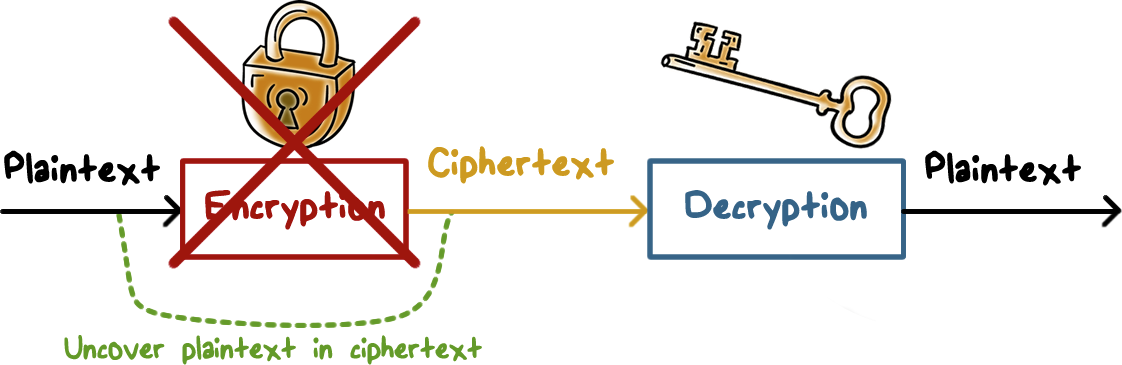 Plaintext
Encryption
Ciphertext
Decryption
Plaintext
Uncover plaintext in ciphertext